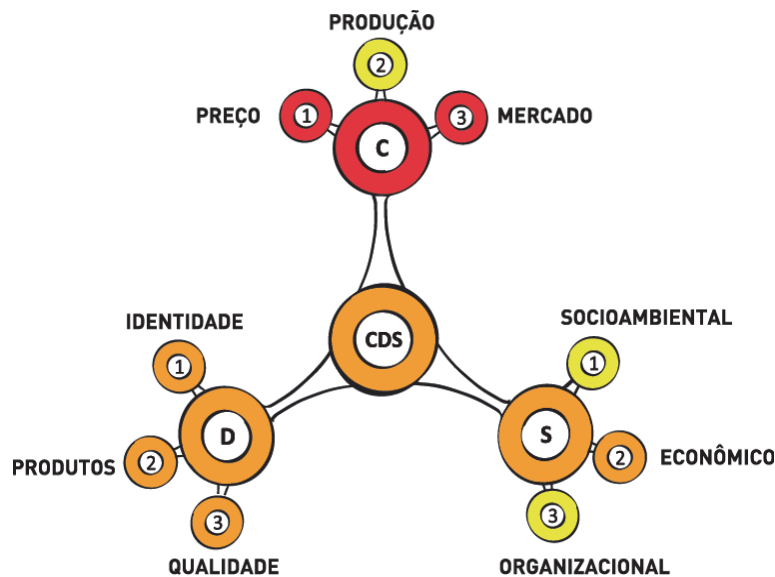 PRODUÇÃO
2
PREÇO 1 3 MERCADO
C
CDS
IDENTIDADE
1
D
PRODUTOS 2
3
QUALIDADE
SOCIOAMBIENTAL
1
S
2 ECONÔMICO
3
ORGANIZACIONAL